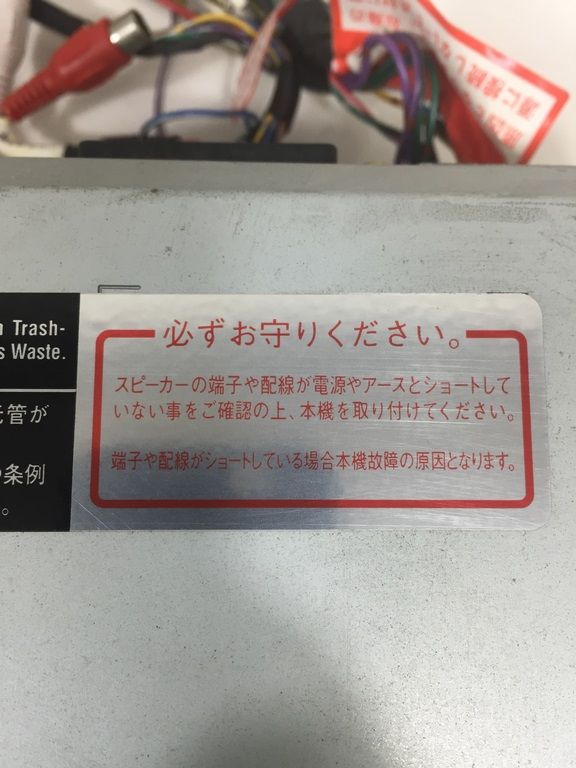 Trash-
s Waste.
管が
条例
。
必ずお守りください。
スピーカーの端子や配線が電源やアースとショートして
いない事をご確認の上、本機を取り付けてください。
端子や配線がショートしている場合本機故障の原因となります。